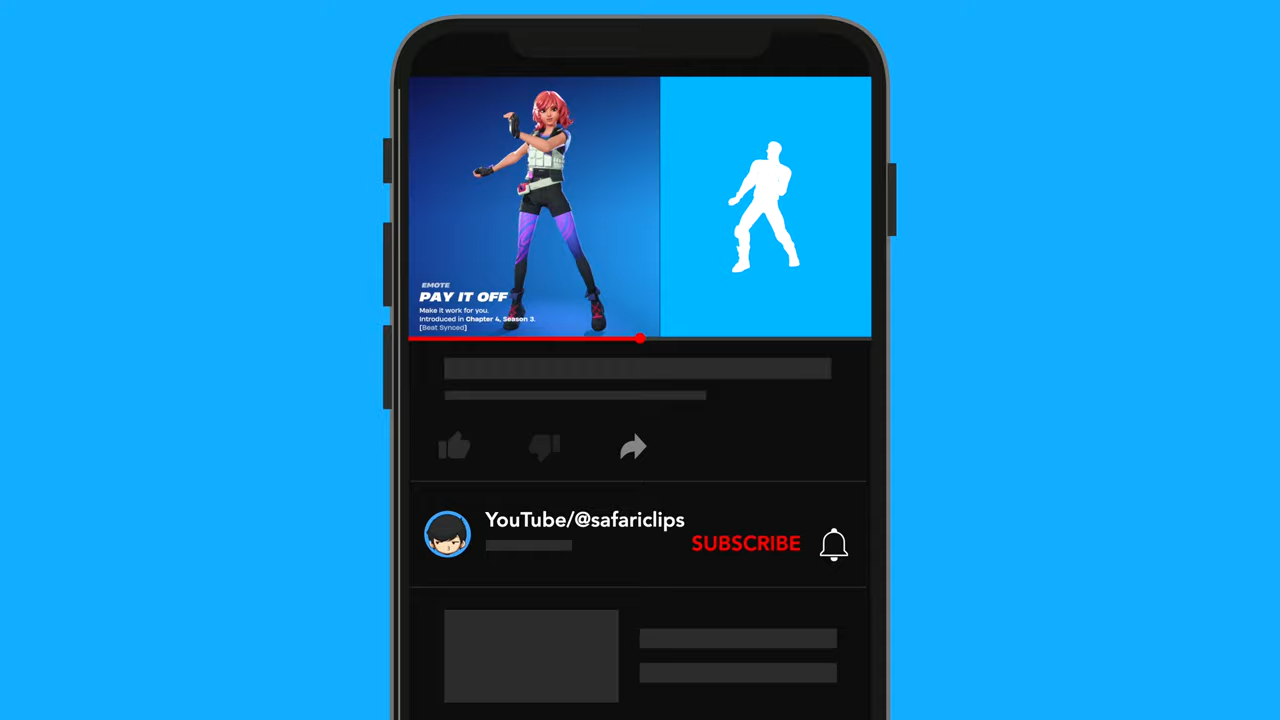 EMOTE
PAY IT OFF
Make it work for you.
Introduced in Chapter 4, Season 3.
[Beat Synced]
YouTube/@safariclips
SUBSCRIBE